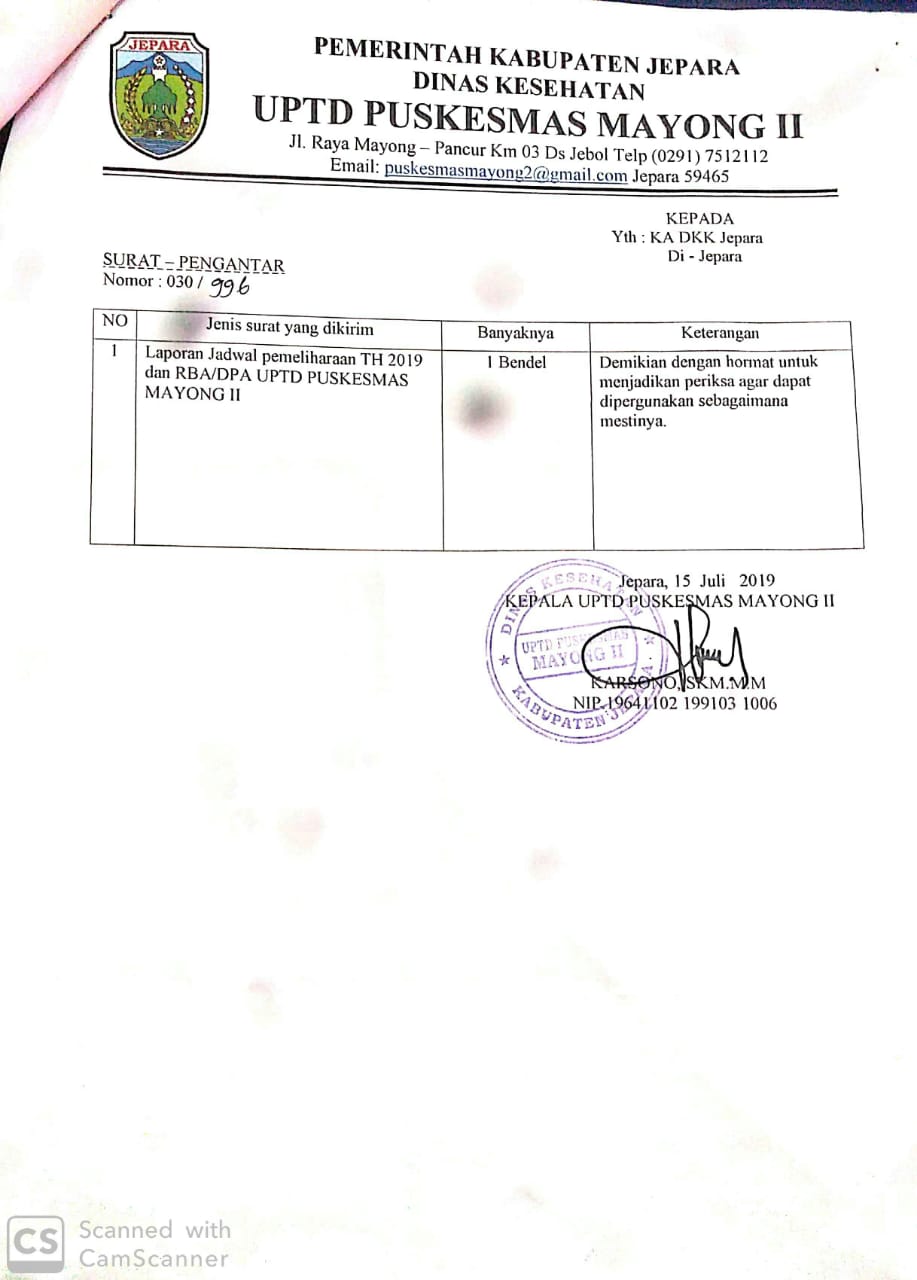 JEPARA
PEMERINTAH KABUPATEN JEPARA
DINAS KESEHATAN
UPTD PUSKESMAS MAYONG II
Jl. Raya Mayong – Pancur Km 03 Ds Jebol Telp (0291) 7512112
Email: puskesmasmayong2@gmail.com Jepara 59465
KEPADA
Yth : KA DKK Jepara
Di - Jepara
SURAT – PENGANTAR
Nomor : 030 / 996
NO Jenis surat yang dikirim Banyaknya Keterangan
1 Laporan Jadwal pemeliharaan TH 2019 1 Bendel Demikian dengan hormat untuk
dan RBA/DPA UPTD PUSKESMAS menjadikan periksa agar dapat
MAYONG II dipergunakan sebagaimana
mestinya.
Jepara, 15 Juli 2019
KEPALA UPTD PUSKESMAS MAYONG II
DINAS KESEHATAN
UPTD PUSKESMAS
MAYONG II
KABUPATEN JEPARA
KARSONO, SKM.M.M
NIP.19641102 199103 1006
CS Scanned with
CamScanner